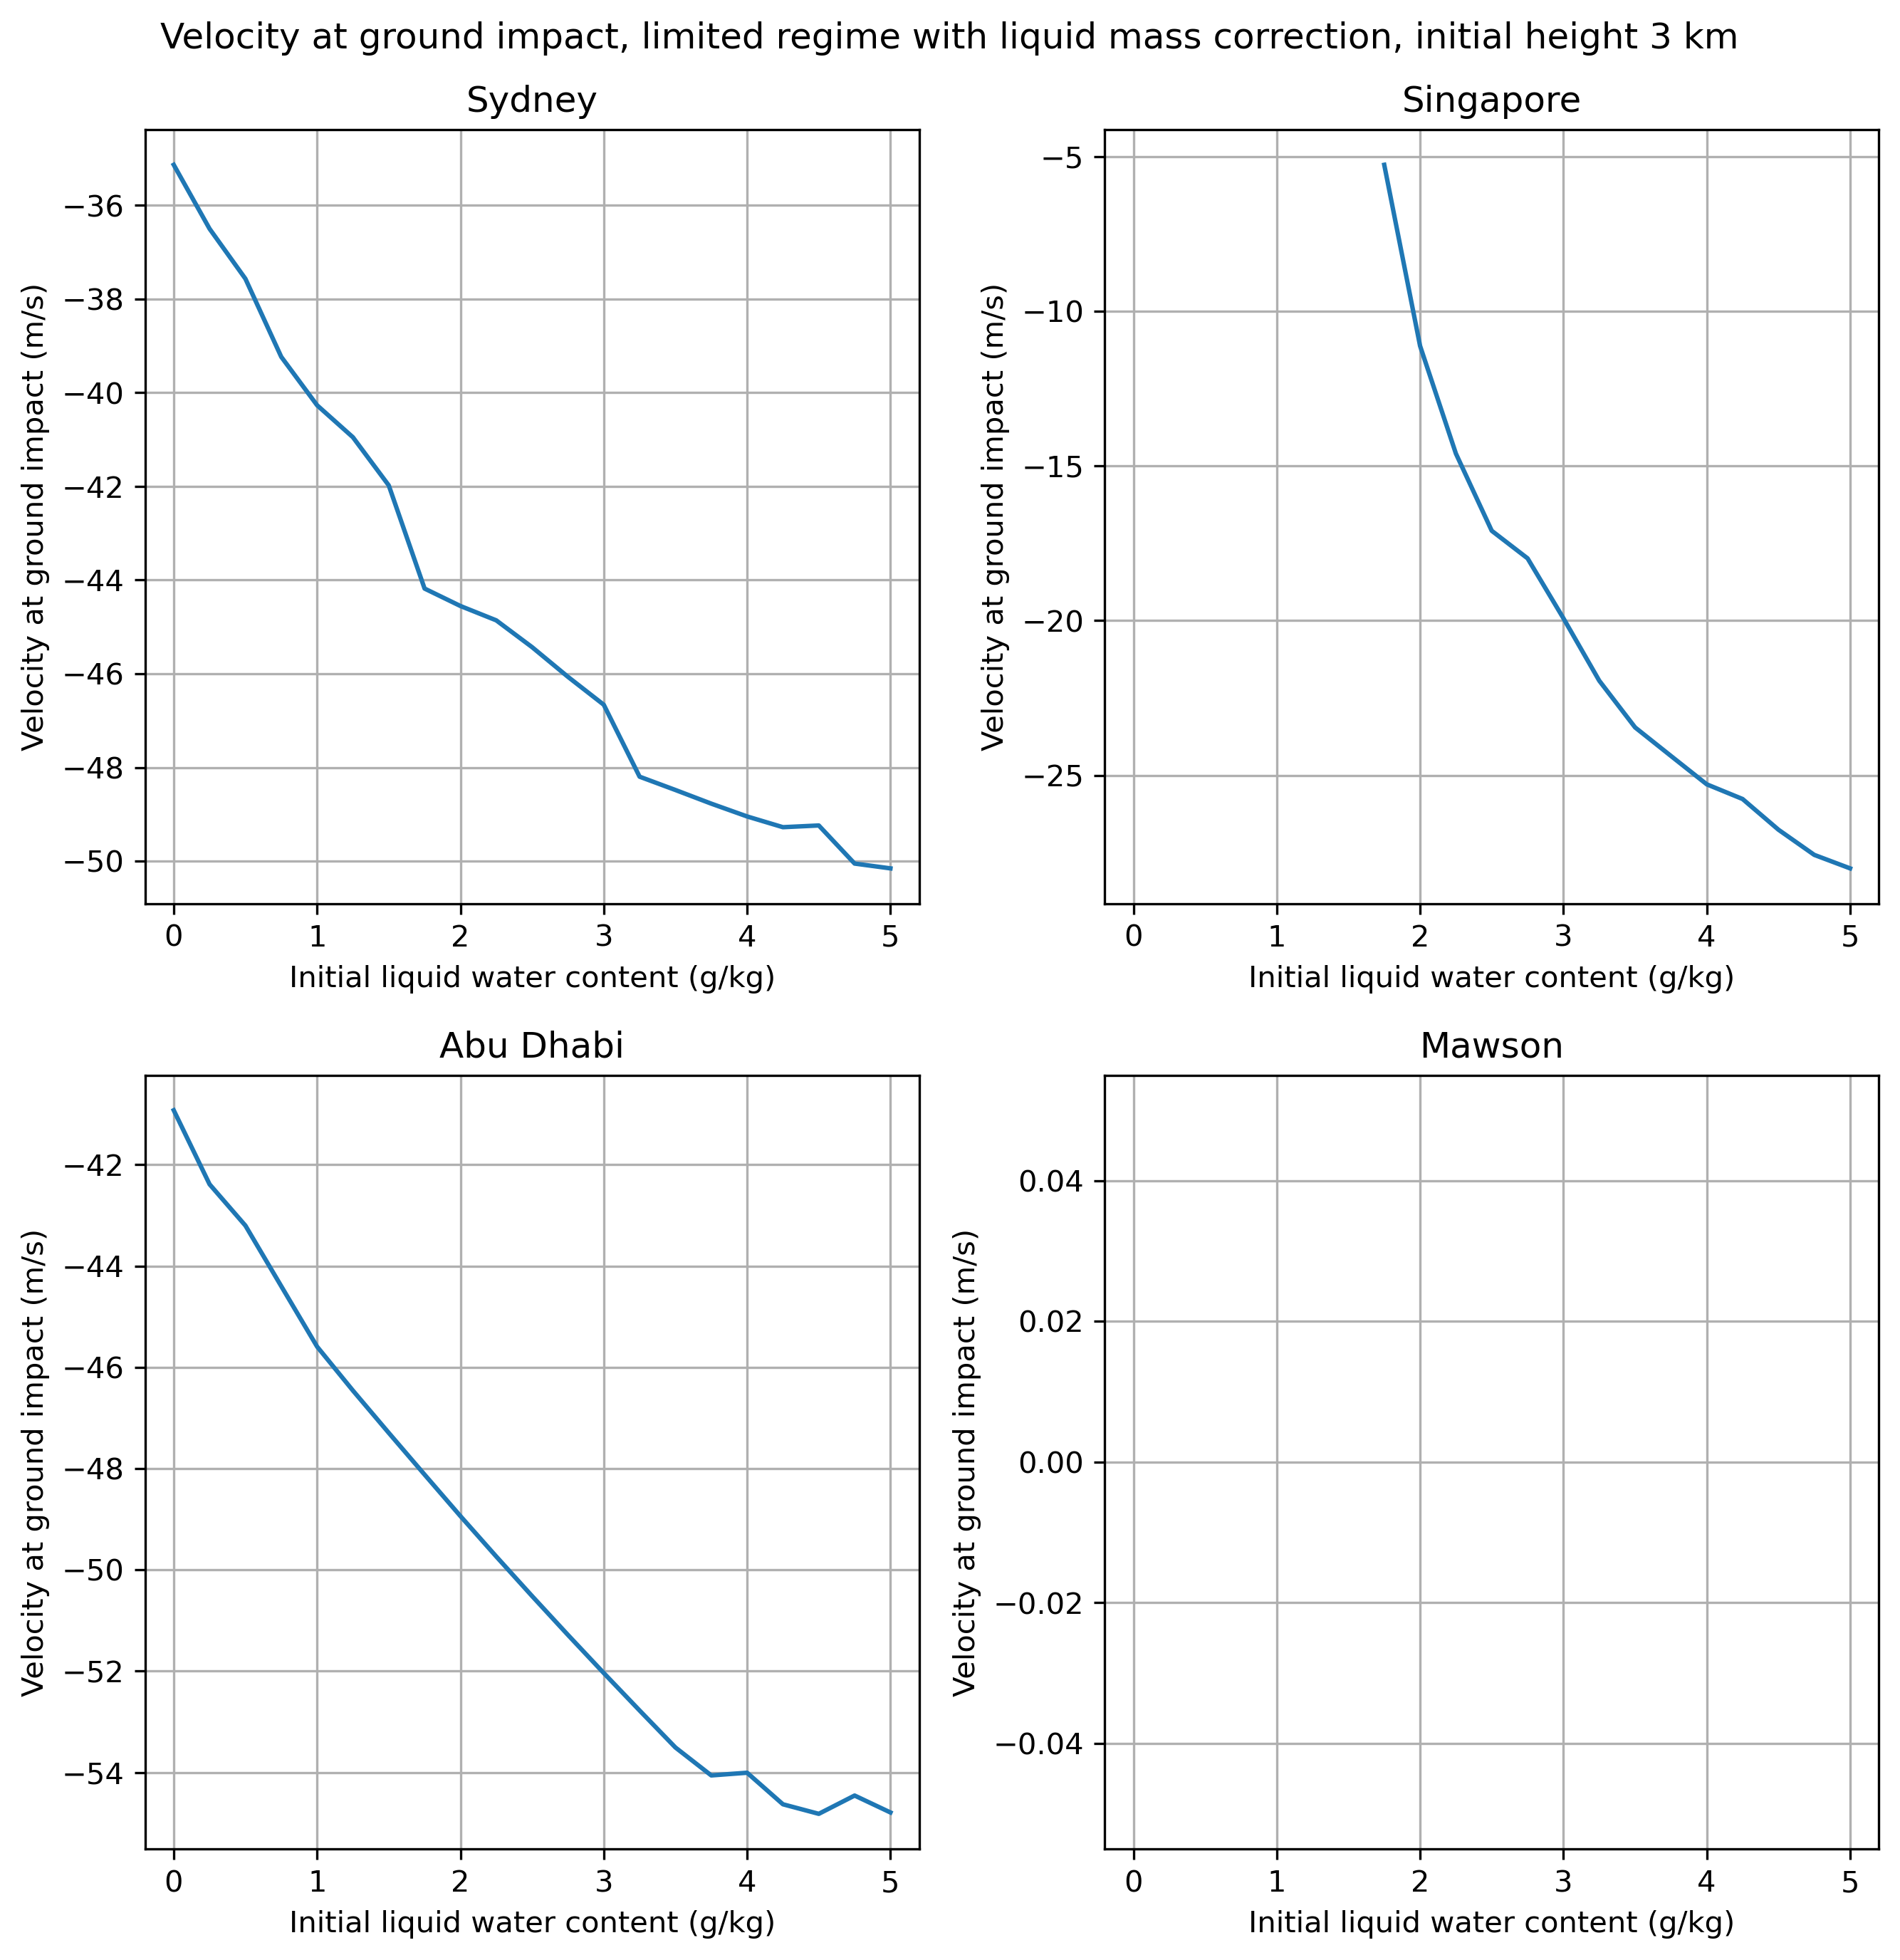 Velocity at ground impact, limited regime with liquid mass correction, initial height 3 km
Sydney
Velocity at ground impact (m/s)
−36
−38
−40
−42
−44
−46
−48
−50
0 1 2 3 4 5
Initial liquid water content (g/kg)
Singapore
Velocity at ground impact (m/s)
−5
−10
−15
−20
−25
0 1 2 3 4 5
Initial liquid water content (g/kg)
Abu Dhabi
Velocity at ground impact (m/s)
−42
−44
−46
−48
−50
−52
−54
0 1 2 3 4 5
Initial liquid water content (g/kg)
Mawson
Velocity at ground impact (m/s)
0.04
0.02
0.00
−0.02
−0.04
0 1 2 3 4 5
Initial liquid water content (g/kg)